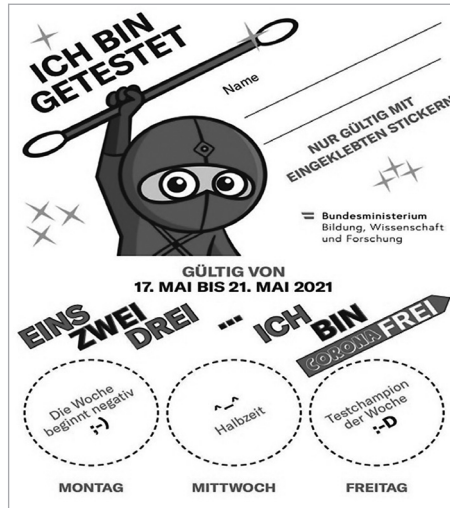 ICH BIN
GETESTET
Name
NUR GÜLTIG MIT
EINGEKLEBTEN STICKERN
Bundesministerium
Bildung, Wissenschaft
und Forschung
GÜLTIG VON
17. MAI BIS 21. MAI 2021
EINS ZWEI DREI ... ICH BIN CORONAFREI
Die Woche
beginnt negativ
;-)
^_^
Halbzeit
Testchampion
der Woche
:-D
MONTAG MITTWOCH FREITAG